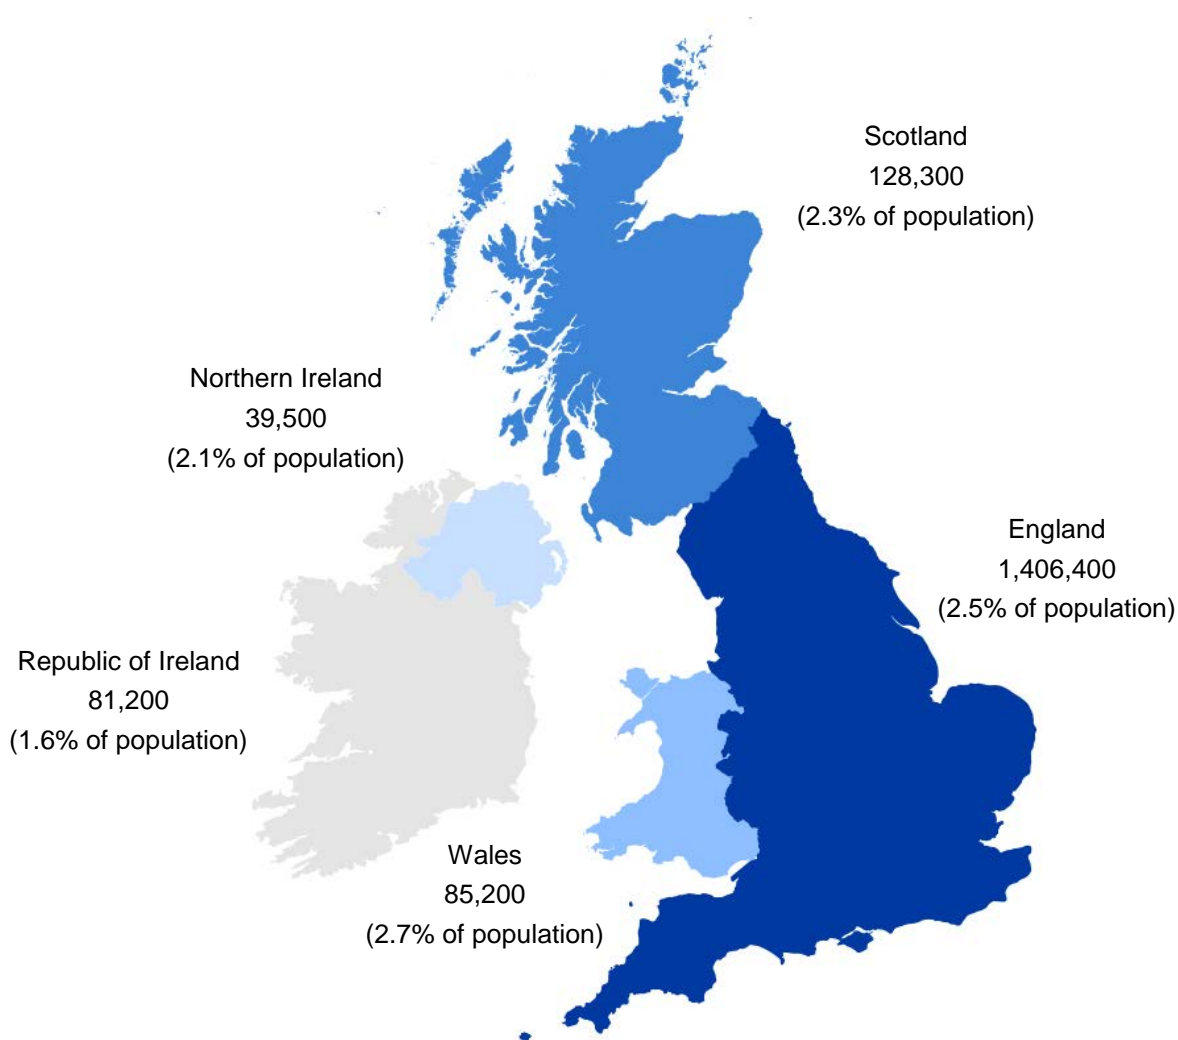 Scotland
128,300
(2.3% of population)
Northern Ireland
39,500
(2.1% of population)
England
1,406,400
(2.5% of population)
Republic of Ireland
81,200
(1.6% of population)
Wales
85,200
(2.7% of population)